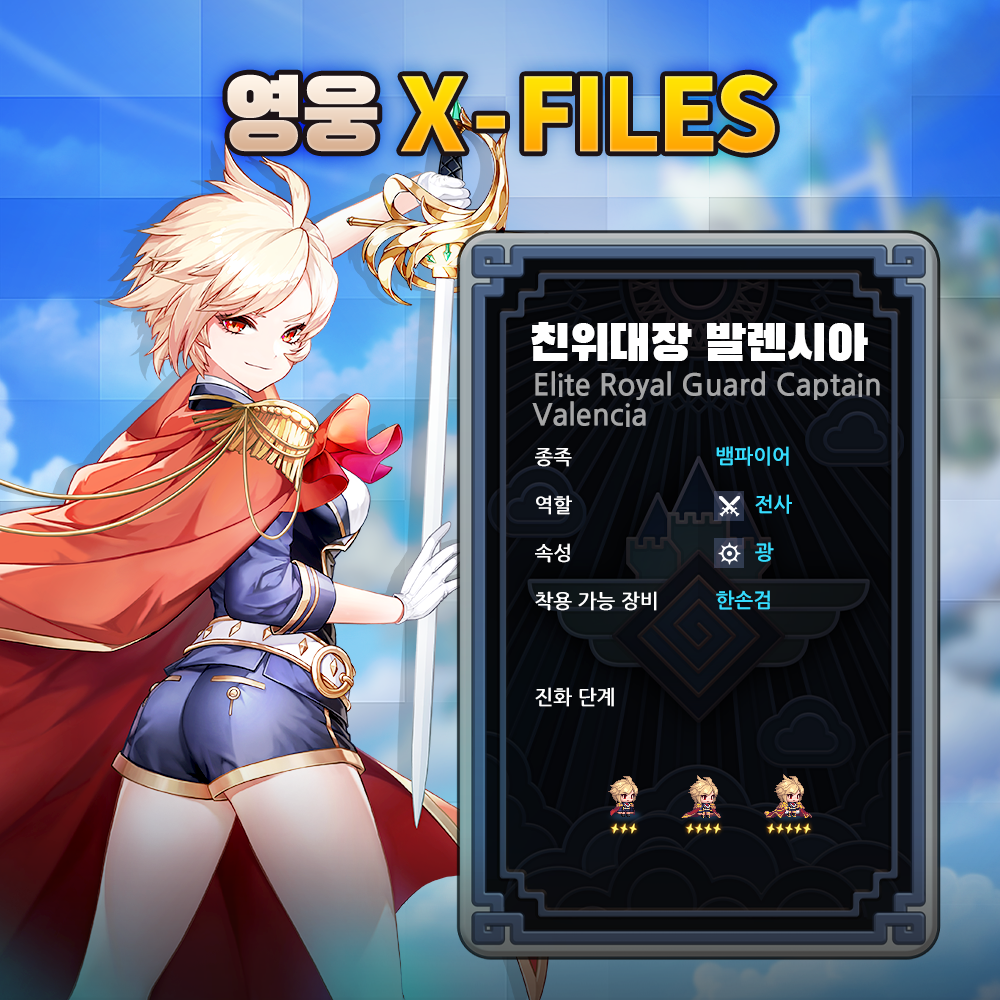 영웅 X-FILES
친위대장 발렌시아
Elite Royal Guard Captain
Valencia
종족 뱀파이어
역할 전사
속성 광
착용 가능 장비 한손검
진화 단계